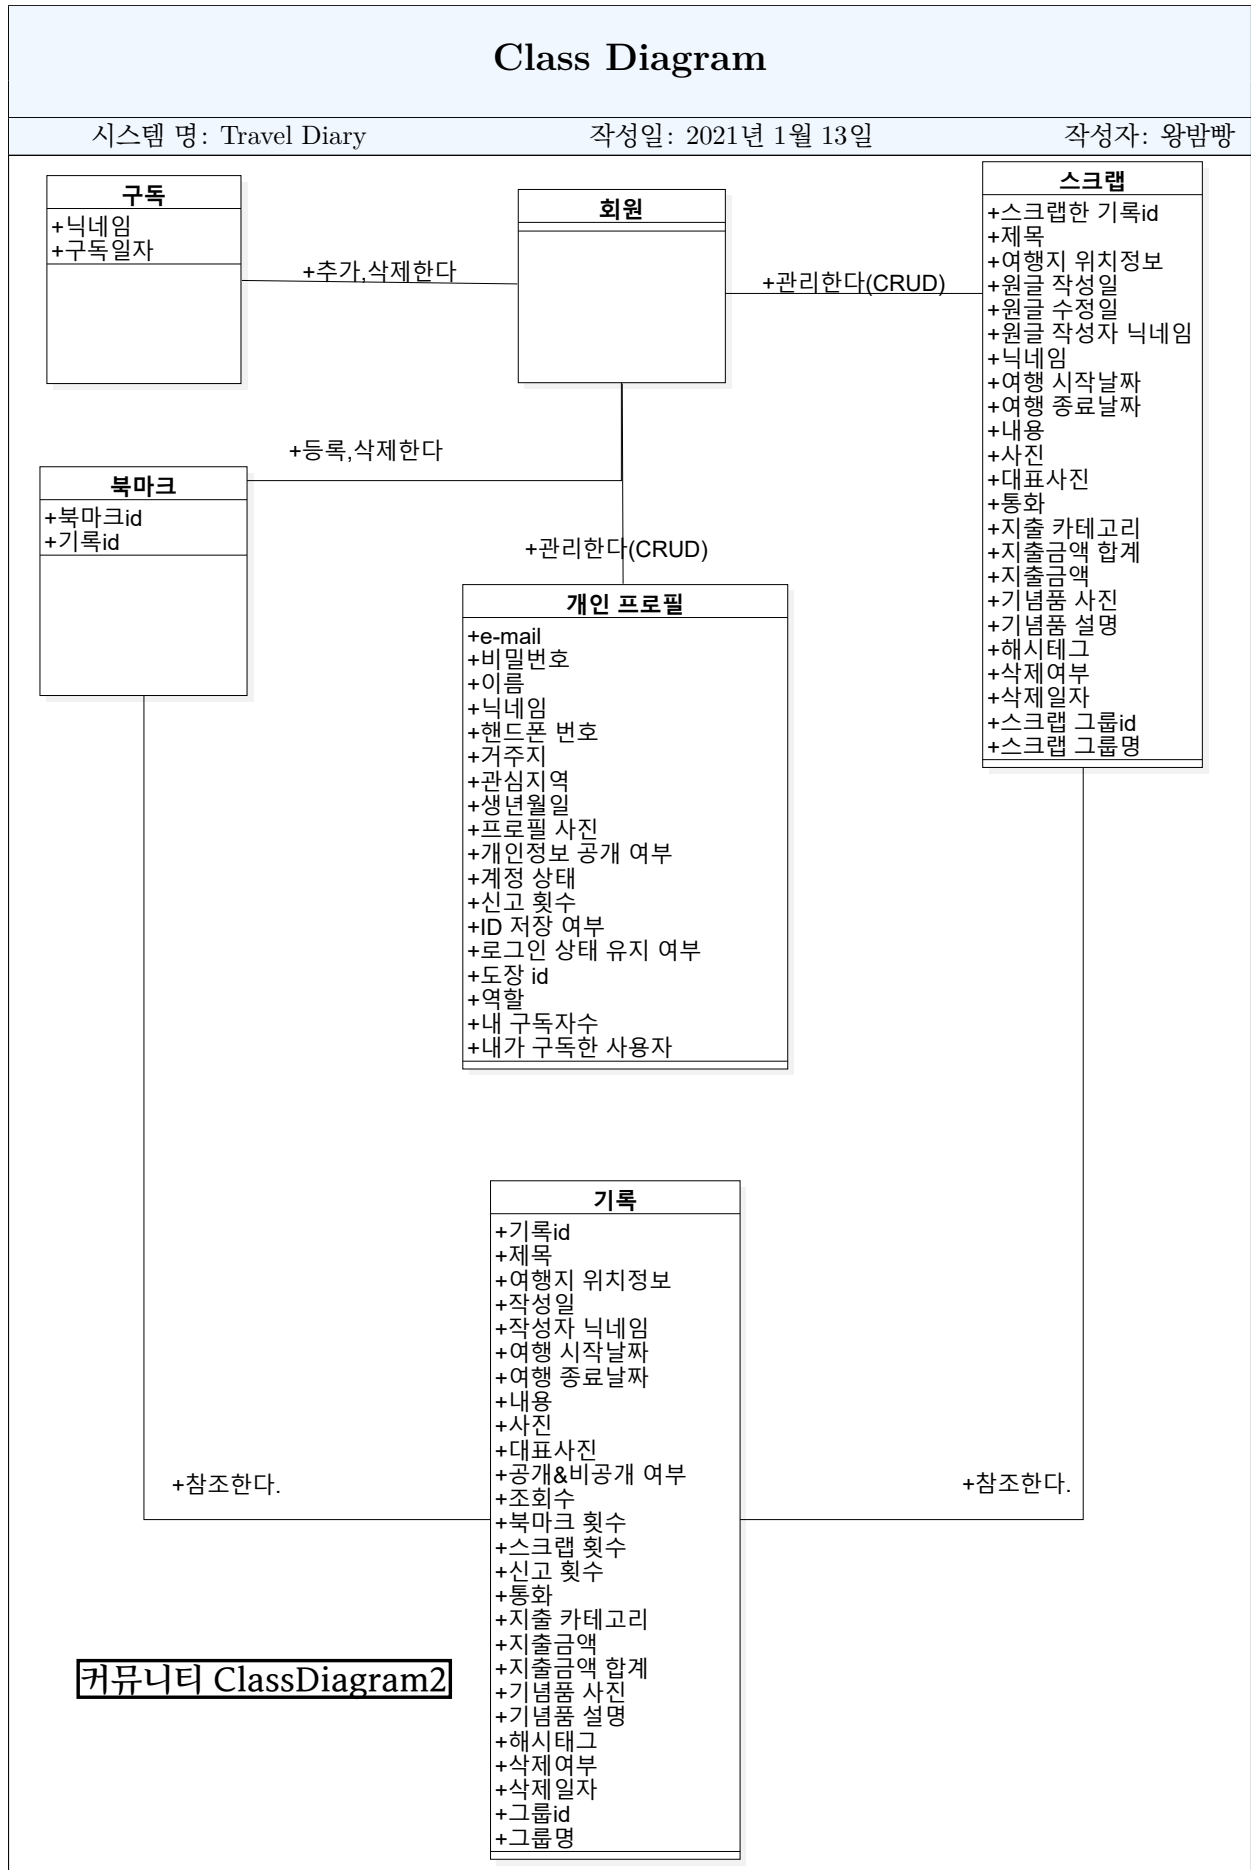 Class Diagram
시스템 명: Travel Diary
작성일: 2021년 1월 13일
작성자: 왕밤빵
구독
+닉네임
+구독일자
+추가,삭제한다
회원
+관리한다(CRUD)
스크랩
+스크랩한 기록id
+제목
+여행지 위치정보
+원글 작성일
+원글 수정일
+원글 작성자 닉네임
+닉네임
+여행 시작날짜
+여행 종료날짜
+내용
+사진
+대표사진
+통화
+지출 카테고리
+지출금액 합계
+지출금액
+기념품 사진
+기념품 설명
+해시테그
+삭제여부
+삭제일자
+스크랩 그룹id
+스크랩 그룹명
+등록,삭제한다
북마크
+북마크id
+기록id
+관리한다(CRUD)
개인 프로필
+e-mail
+비밀번호
+이름
+닉네임
+핸드폰 번호
+거주지
+관심지역
+생년월일
+프로필 사진
+개인정보 공개 여부
+계정 상태
+신고 횟수
+ID 저장 여부
+로그인 상태 유지 여부
+도장 id
+역할
+내 구독자수
+내가 구독한 사용자
기록
+기록id
+제목
+여행지 위치정보
+작성일
+작성자 닉네임
+여행 시작날짜
+여행 종료날짜
+내용
+사진
+대표사진
+공개&비공개 여부
+조회수
+북마크 횟수
+스크랩 횟수
+신고 횟수
+통화
+지출 카테고리
+지출금액
+지출금액 합계
+기념품 사진
+기념품 설명
+해시태그
+삭제여부
+삭제일자
+그룹id
+그룹명
+참조한다.
+참조한다.
커뮤니티 ClassDiagram2